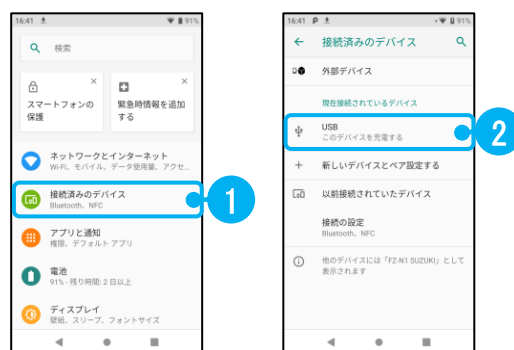 16:41 91%
検索
スマートフォンの
保護
緊急時情報を追加
する
ネットワークとインターネット
Wi-Fi、モバイル、データ使用量、アクセ…
接続済みのデバイス
Bluetooth、NFC
1
アプリと通知
権限、デフォルト アプリ
電池
91% - 残り時間: 2 日以上
ディスプレイ
壁紙、スリープ、フォントサイズ
16:41 P 91%
接続済みのデバイス
外部デバイス
現在接続されているデバイス
USB
このデバイスを充電する
2
新しいデバイスとペア設定する
以前接続されていたデバイス
接続の設定
Bluetooth、NFC
他のデバイスには「FZ-N1 SUZUKI」として
表示されます